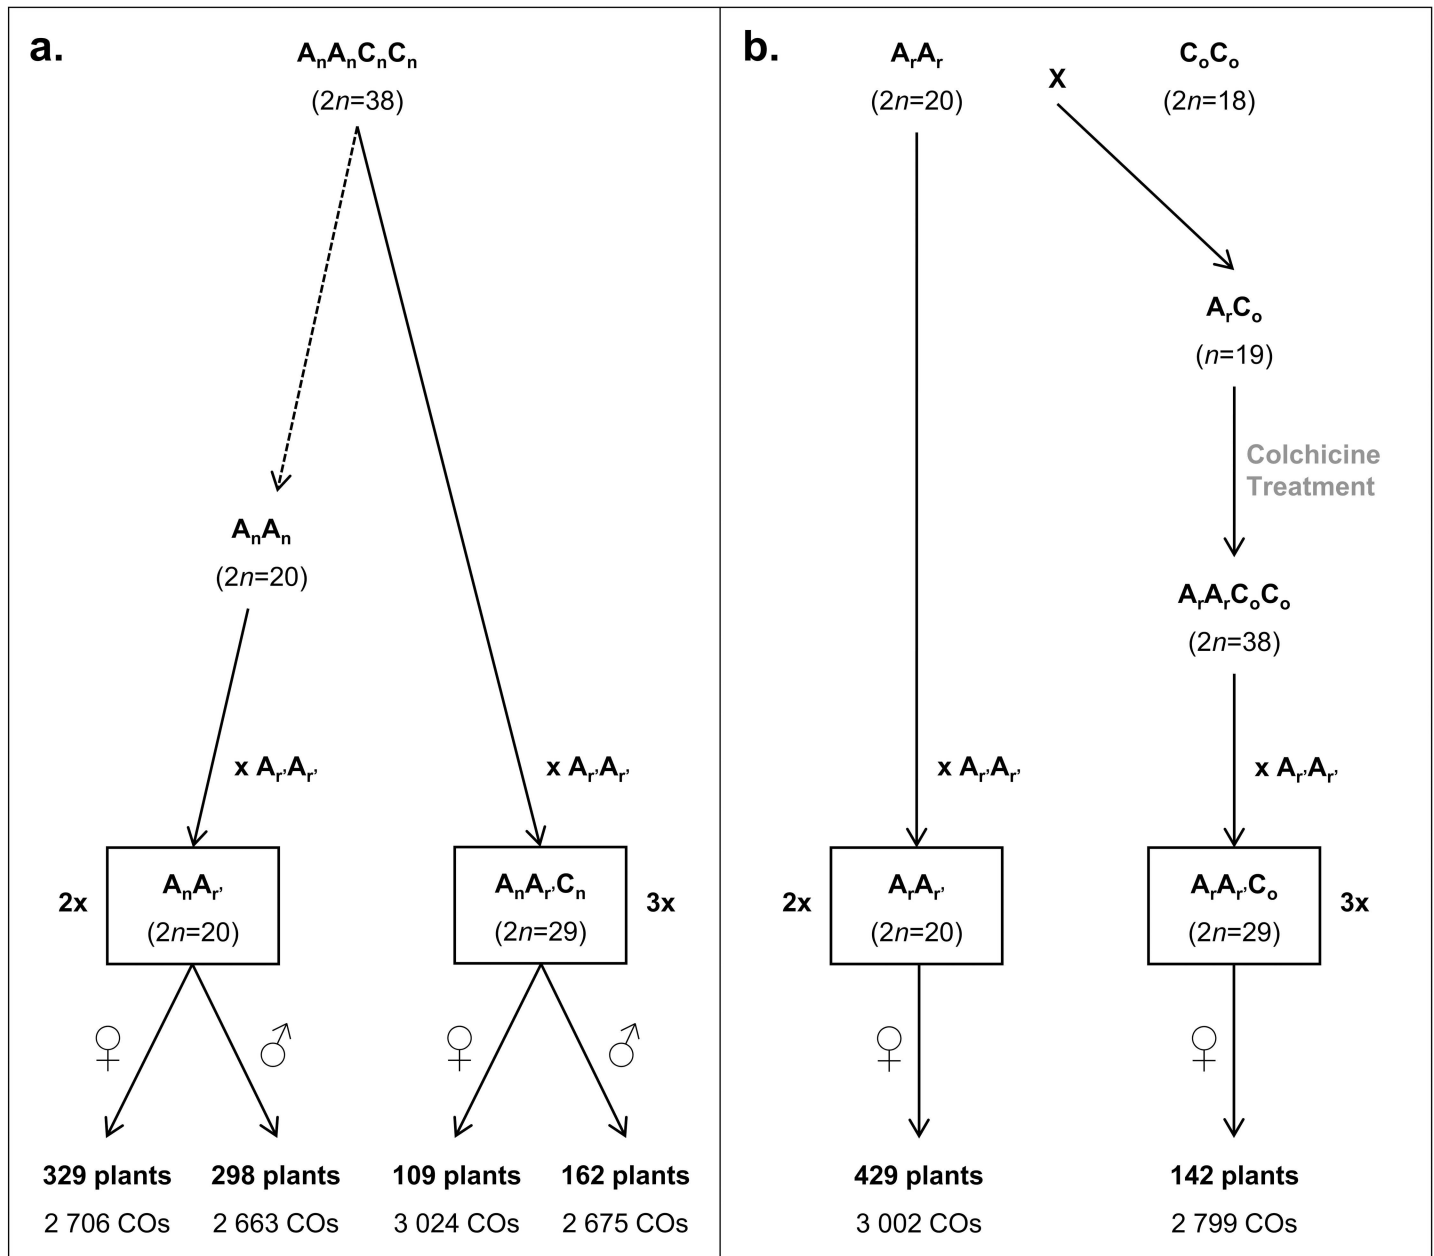 a.
AₙAₙCₙCₙ
(2n=38)
AₙAₙ
(2n=20)
x Aᵣ’Aᵣ’
x Aᵣ’Aᵣ’
2x
AₙAᵣ’
(2n=20)
AₙAᵣ’Cₙ
(2n=29)
3x
♀
♂
♀
♂
329 plants
298 plants
109 plants
162 plants
2 706 COs
2 663 COs
3 024 COs
2 675 COs
b.
AᵣAᵣ
(2n=20)
X
CₒCₒ
(2n=18)
AᵣCₒ
(n=19)
Colchicine
Treatment
AᵣAᵣCₒCₒ
(2n=38)
x Aᵣ’Aᵣ’
x Aᵣ’Aᵣ’
2x
AᵣAᵣ’
(2n=20)
AᵣAᵣ’Cₒ
(2n=29)
3x
♀
♀
429 plants
142 plants
3 002 COs
2 799 COs